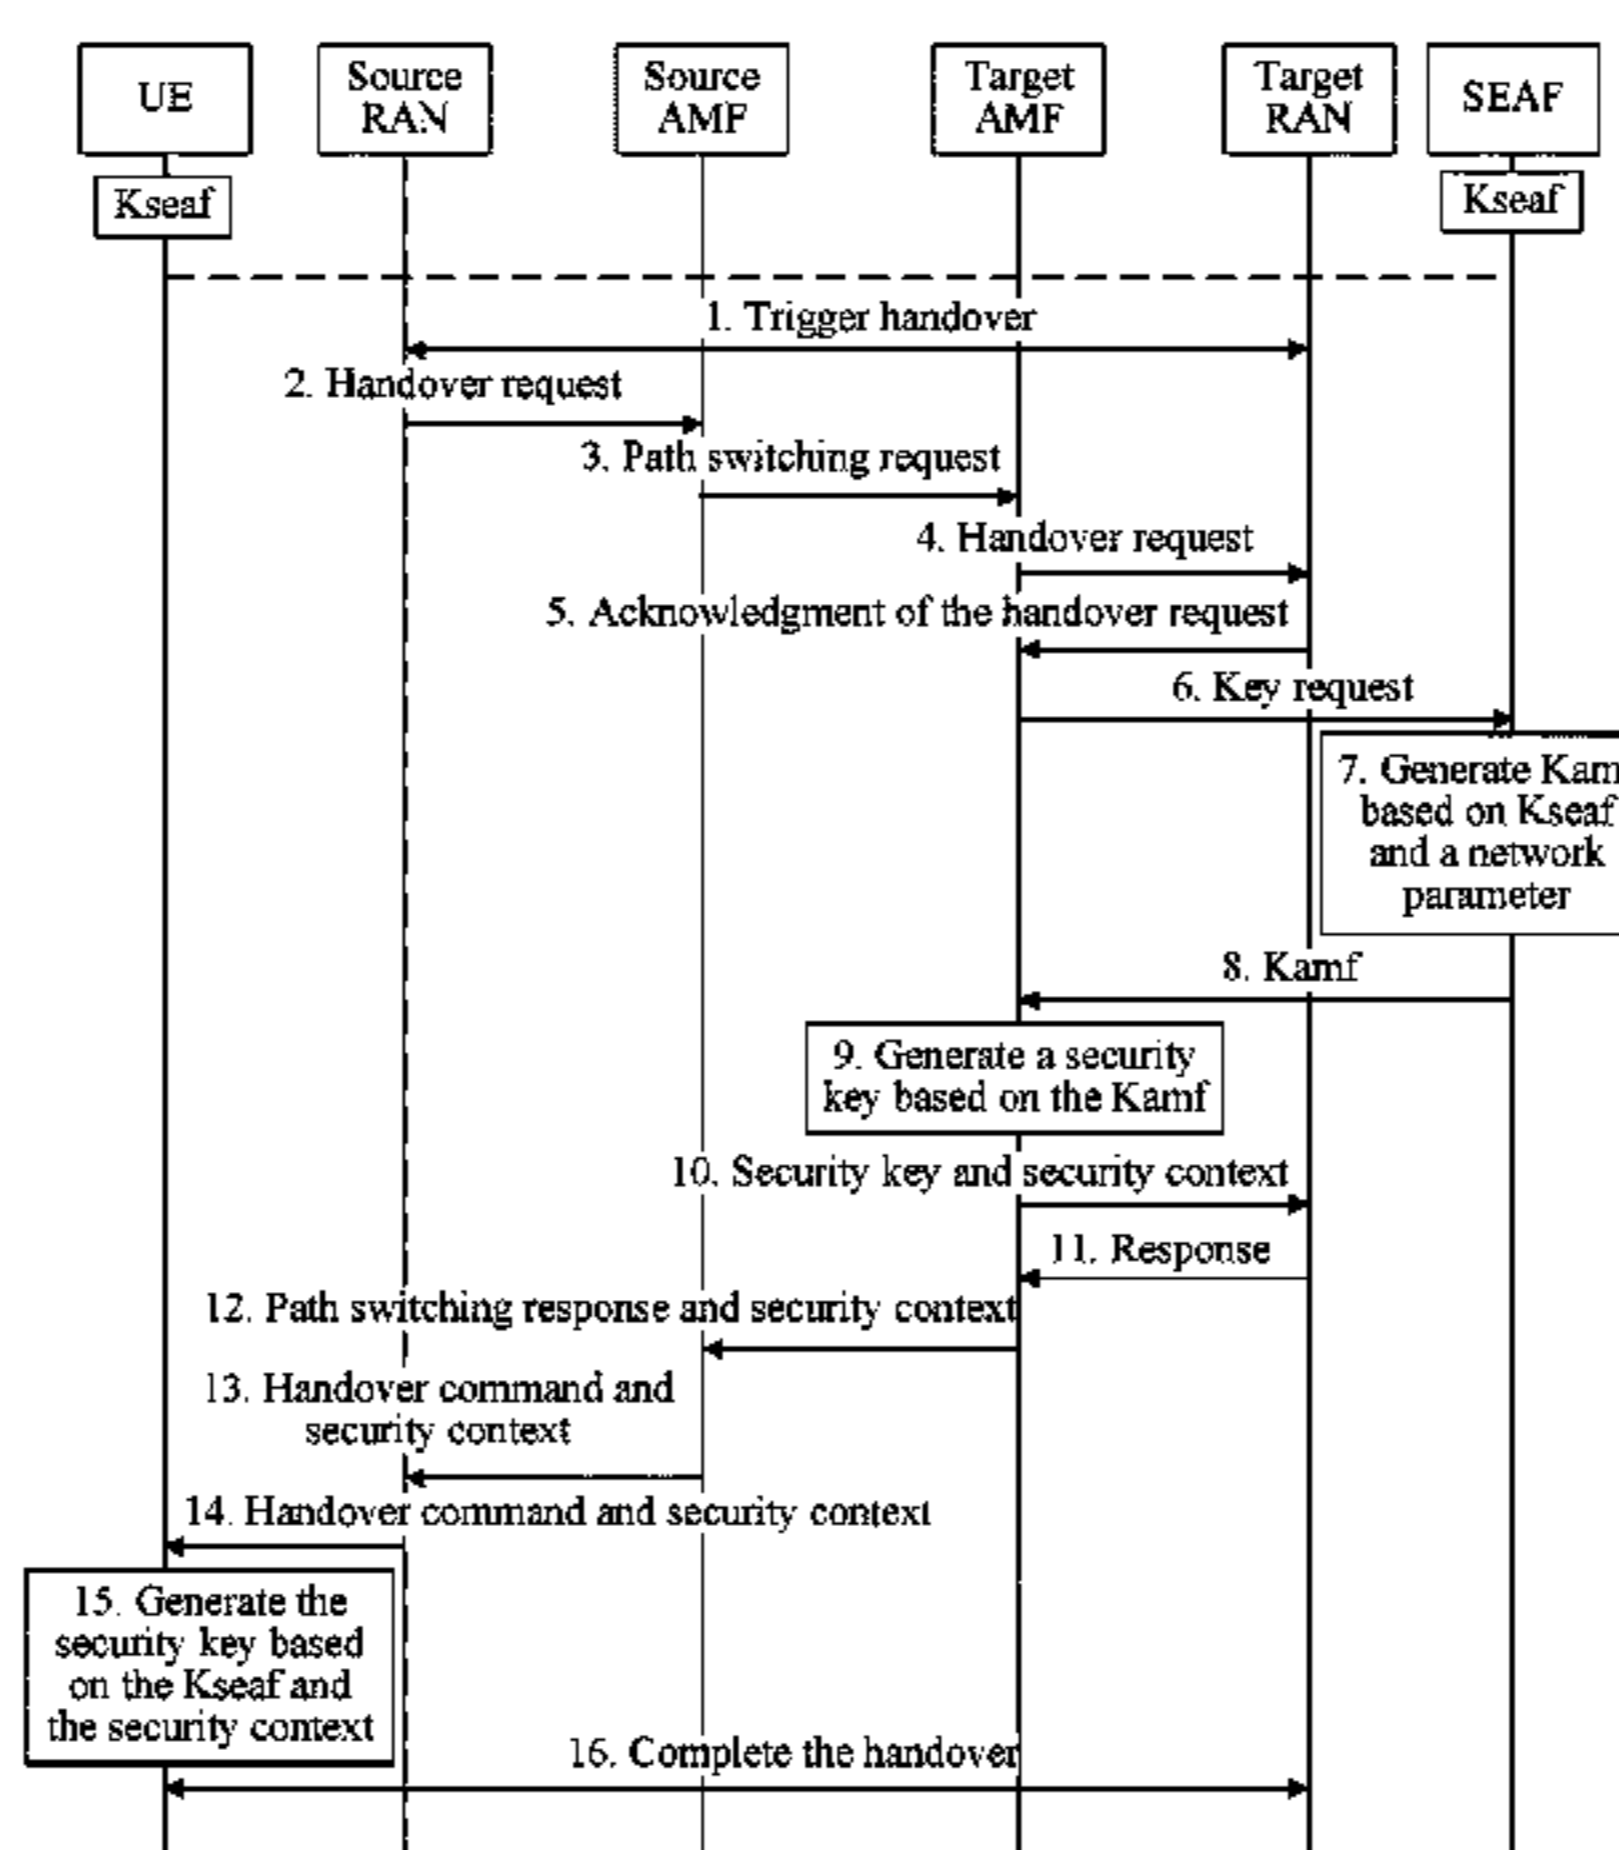 UE
Source
RAN
Source
AMF
Target
AMF
Target
RAN
SEAF
Kseaf
Kseaf
1. Trigger handover
2. Handover request
3. Path switching request
4. Handover request
5. Acknowledgment of the handover request
6. Key request
7. Generate Kam
based on Kseaf
and a network
parameter
8. Kamf
9. Generate a security
key based on the Kamf
10. Security key and security context
11. Response
12. Path switching response and security context
13. Handover command and
security context
14. Handover command and security context
15. Generate the
security key based
on the Kseaf and
the security context
16. Complete the handover